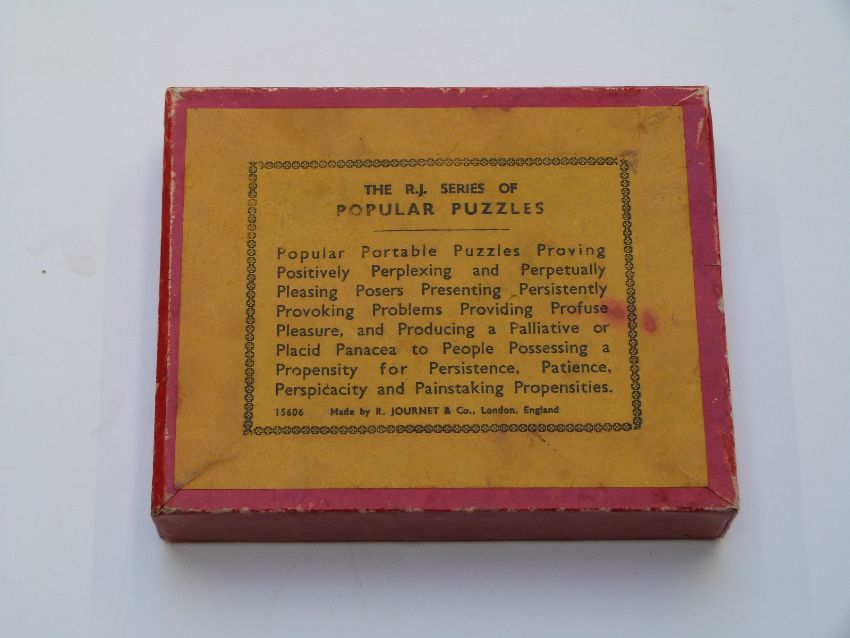 THE R.J. SERIES OF
POPULAR PUZZLES
Popular Portable Puzzles Proving
Positively Perplexing and Perpetually
Pleasing Posers Presenting Persistently
Provoking Problems Providing Profuse
Pleasure, and Producing a Palliative or
Placid Panacea to People Possessing a
Propensity for Persistence, Patience,
Perspicacity and Painstaking Propensities.
15606 Made by R. JOURNET & Co., London, England